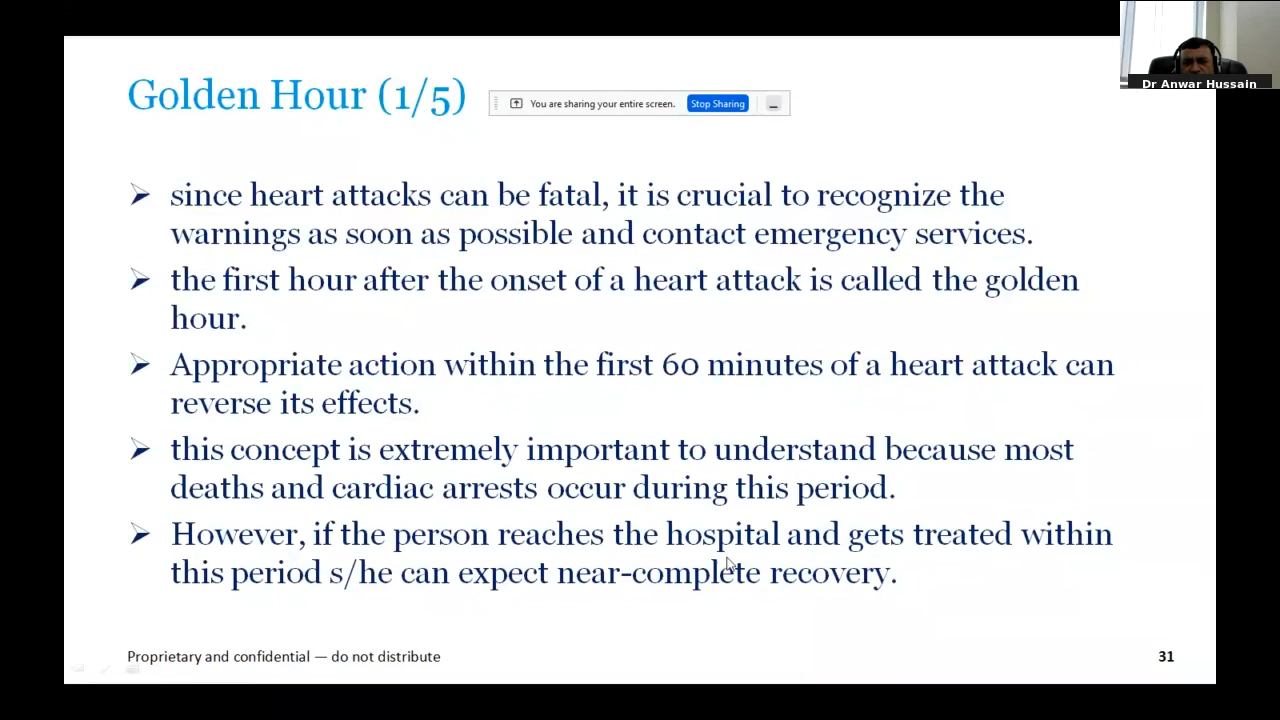 Golden Hour (1/5)
You are sharing your entire screen.
Stop Sharing
Dr Anwar Hussain
since heart attacks can be fatal, it is crucial to recognize the
warnings as soon as possible and contact emergency services.
the first hour after the onset of a heart attack is called the golden
hour.
Appropriate action within the first 60 minutes of a heart attack can
reverse its effects.
this concept is extremely important to understand because most
deaths and cardiac arrests occur during this period.
However, if the person reaches the hospital and gets treated within
this period s/he can expect near-complete recovery.
Proprietary and confidential — do not distribute
31